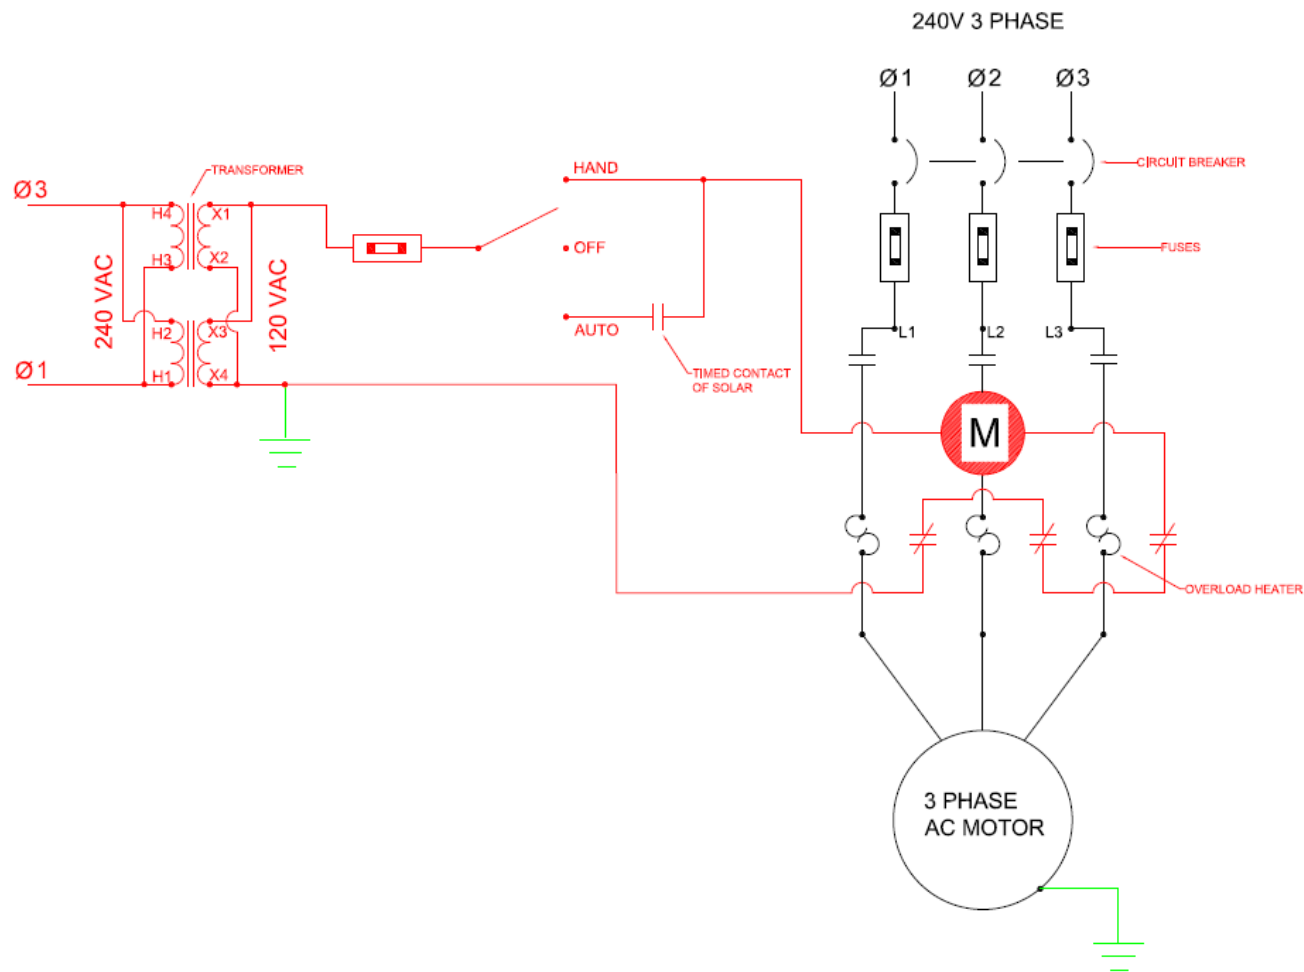 240V 3 PHASE
Ø1
Ø2
Ø3
CIRCUIT BREAKER
TRANSFORMER
HAND
Ø3
H4
X1
H3
X2
OFF
FUSES
240 VAC
120 VAC
H2
X3
AUTO
L1
L2
L3
Ø1
H1
X4
TIMED CONTACT
OF SOLAR
M
OVERLOAD HEATER
3 PHASE
AC MOTOR